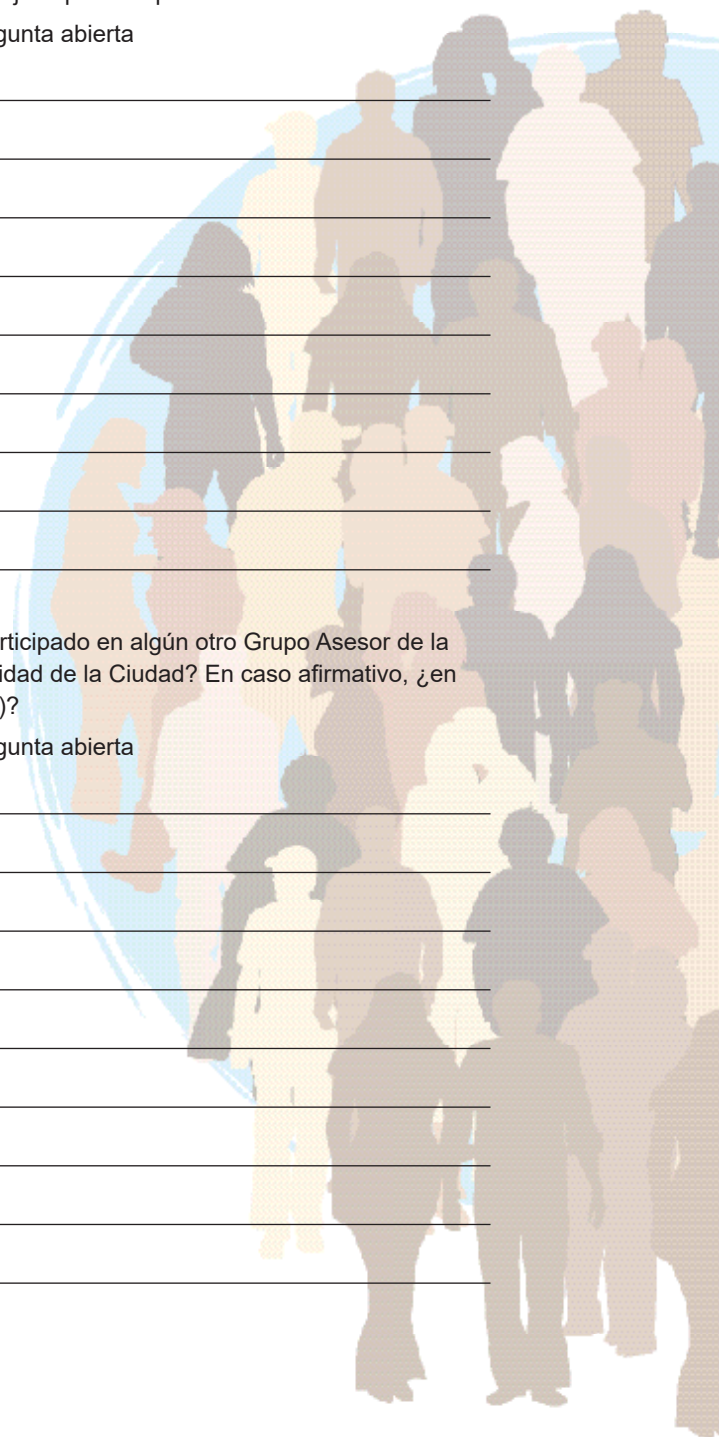 gunta abierta
rticipado en algún otro Grupo Asesor de la
idad de la Ciudad? En caso afirmativo, ¿en
)?
gunta abierta